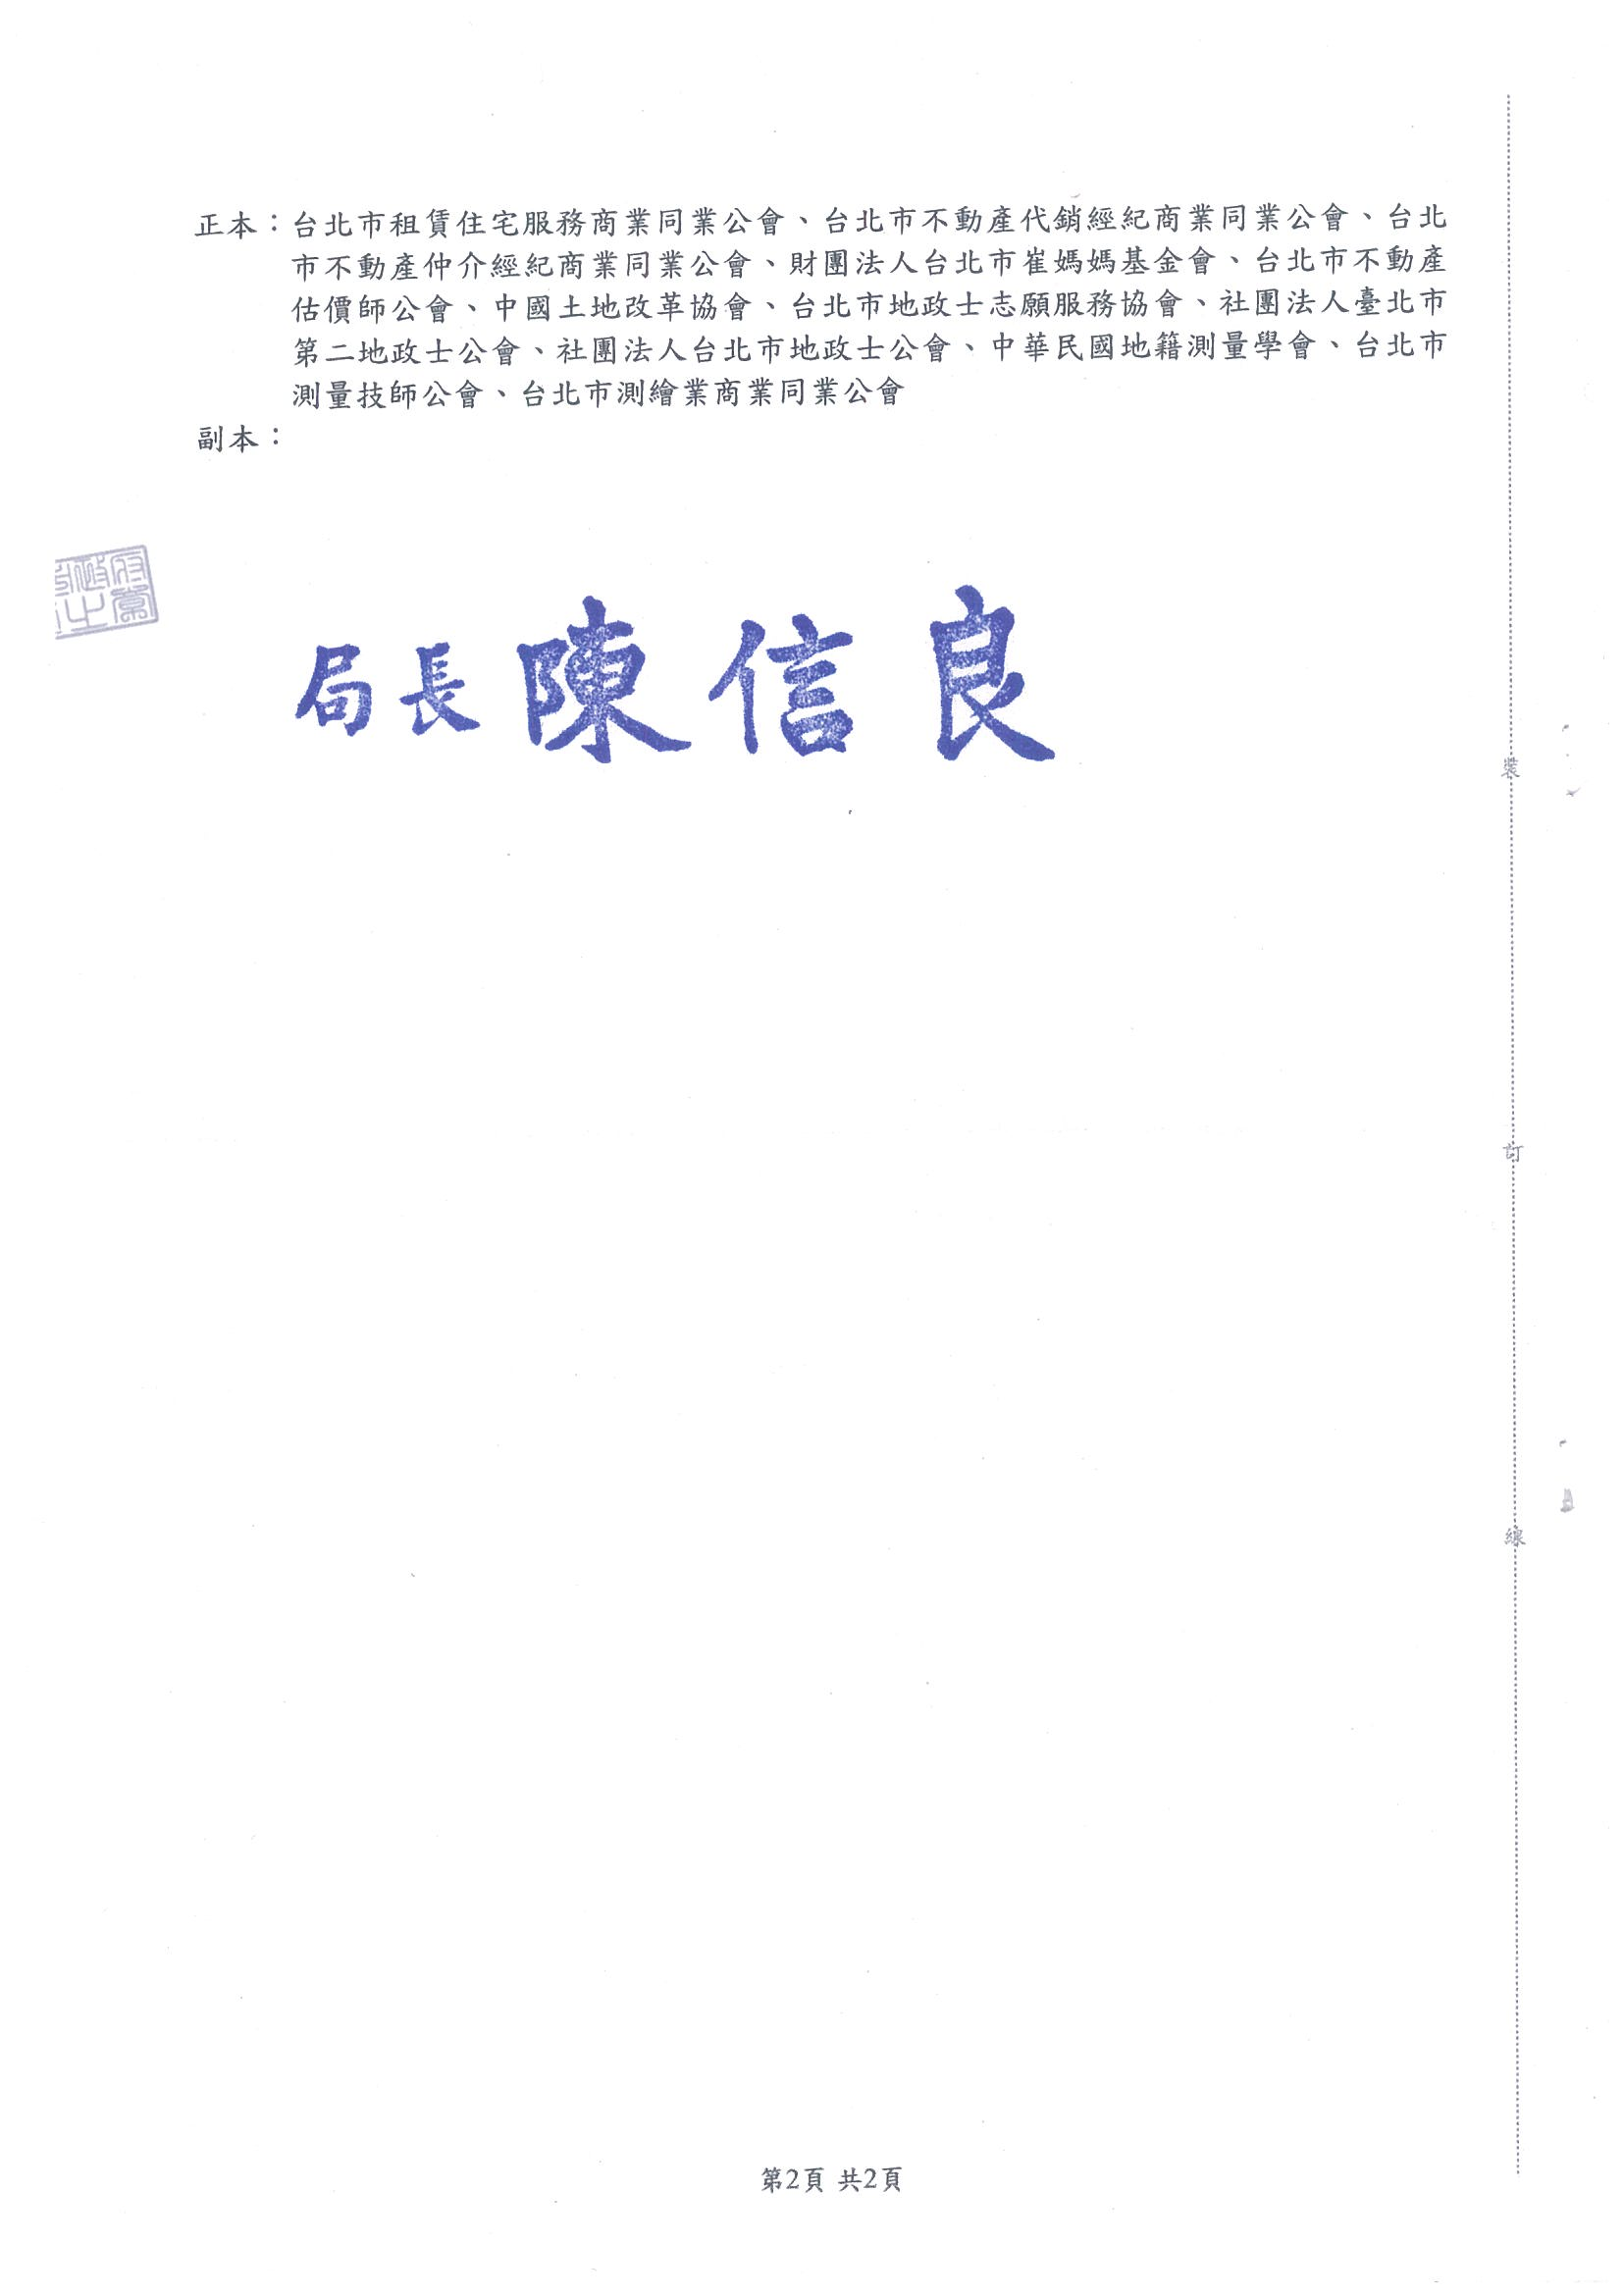 正本：台北市租賃住宅服務商業同業公會、台北市不動產代銷經紀商業同業公會、台北
市不動產仲介經紀商業同業公會、財團法人台北市崔媽媽基金會、台北市不動產
估價師公會、中國土地改革協會、台北市地政士志願服務協會、社團法人臺北市
第二地政士公會、社團法人台北市地政士公會、中華民國地籍測量學會、台北市
測量技師公會、台北市測繪業商業同業公會
副本：
局長陳信良
裝
訂
線
第2頁 共2頁